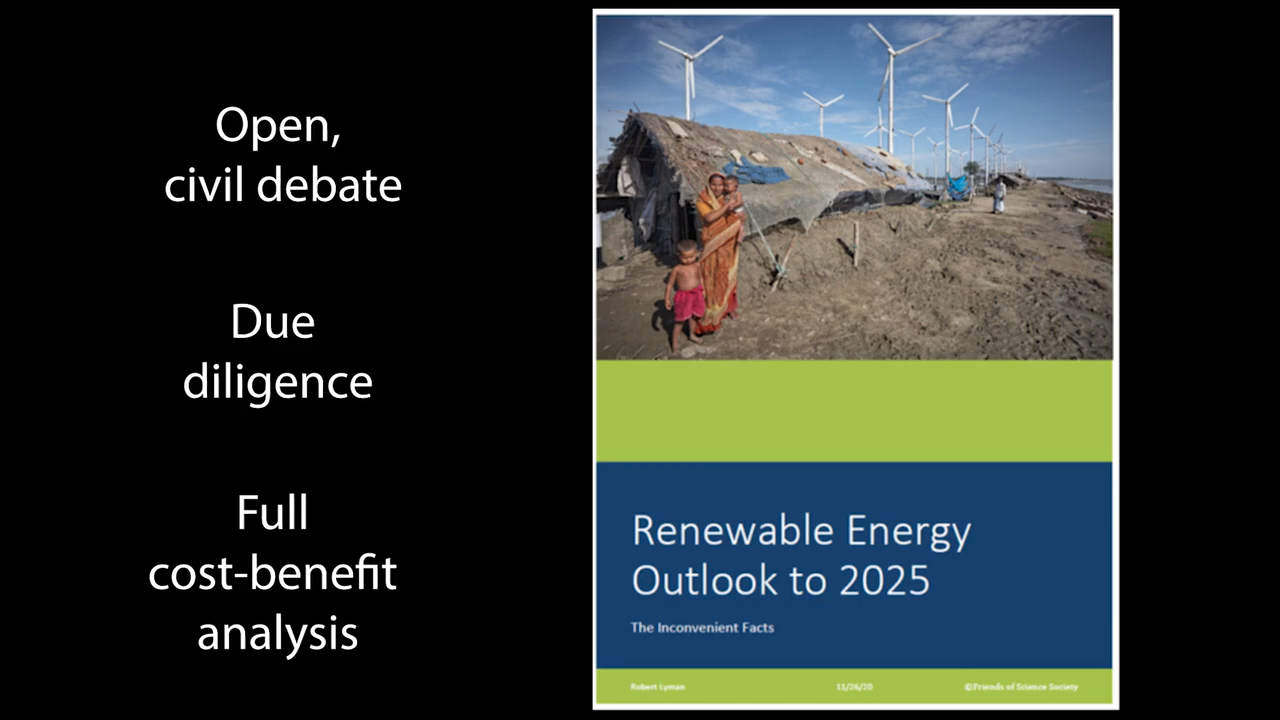 Open,
civil debate
Due
diligence
Full
cost-benefit
analysis
Renewable Energy
Outlook to 2025
The Inconvenient Facts
Robert Lyman
11/26/20
©Friends of Science Society